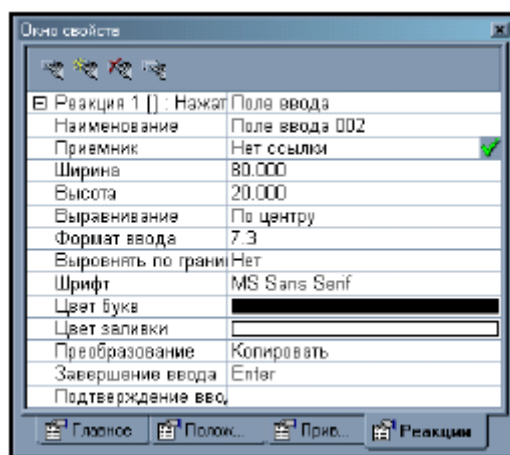 Окно свойств
Реакция 1 [] : Нажат Поле ввода
Наименование Поле ввода 002
Приемник Нет ссылки
Ширина 80.000
Высота 20.000
Выравнивание По центру
Формат ввода 7.3
Выровнять по грани Нет
Шрифт MS Sans Serif
Цвет букв
Цвет заливки
Преобразование Копировать
Завершение ввода Enter
Подтверждение вво,
Главное Полож... Прив... Реакции